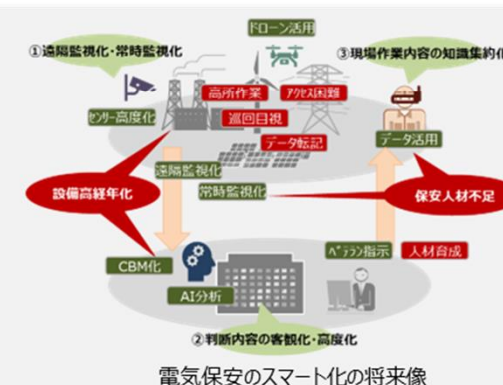 ドローン活用
①遠隔監視化・常時監視化
③現場作業内容の知識集約化
高所作業
アクセス困難
センサー高度化
巡回目視
データ転記
データ活用
遠隔監視化
設備高経年化
常時監視化
保安人材不足
CBM化
ベテラン指示
人材育成
AI分析
②判断内容の客観化・高度化
電気保安のスマート化の将来像